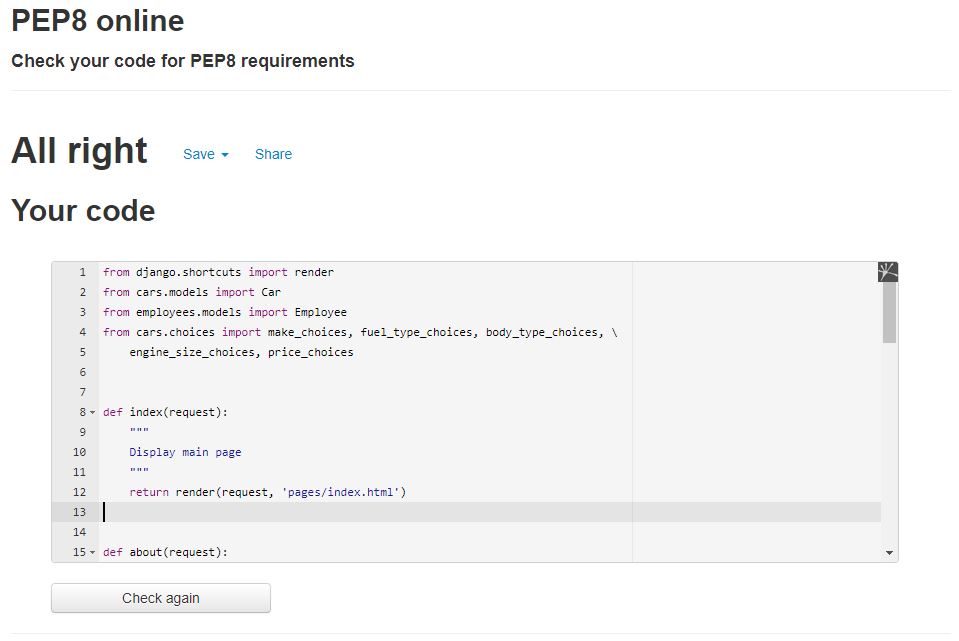 PEP8 online
Check your code for PEP8 requirements
All right Save Share
Your code
1 from django.shortcuts import render
2 from cars.models import Car
3 from employees.models import Employee
4 from cars.choices import make_choices, fuel_type_choices, body_type_choices, \
5     engine_size_choices, price_choices
6
7
8 def index(request):
9     """
10     Display main page
11     """
12     return render(request, 'pages/index.html')
13
14
15 def about(request):
Check again